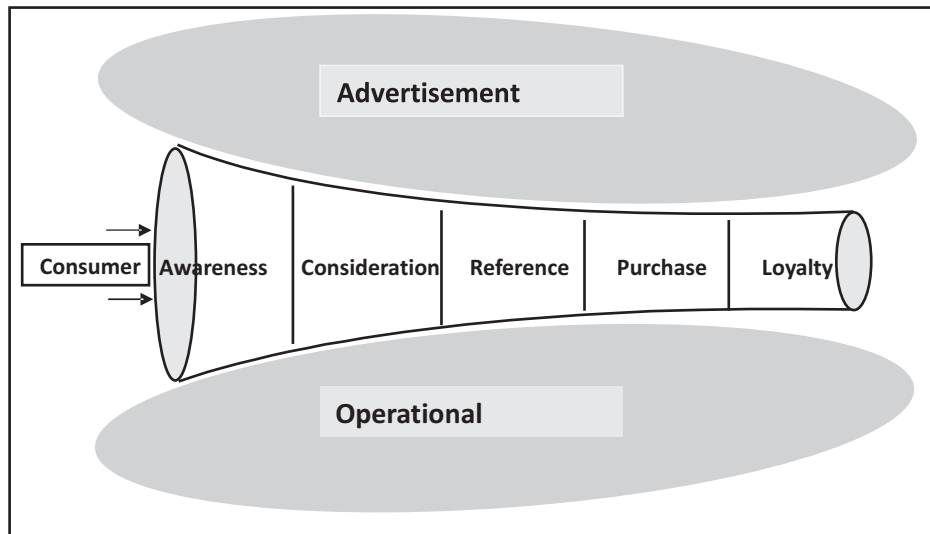 Advertisement
Consumer Awareness Consideration Reference Purchase Loyalty
Operational